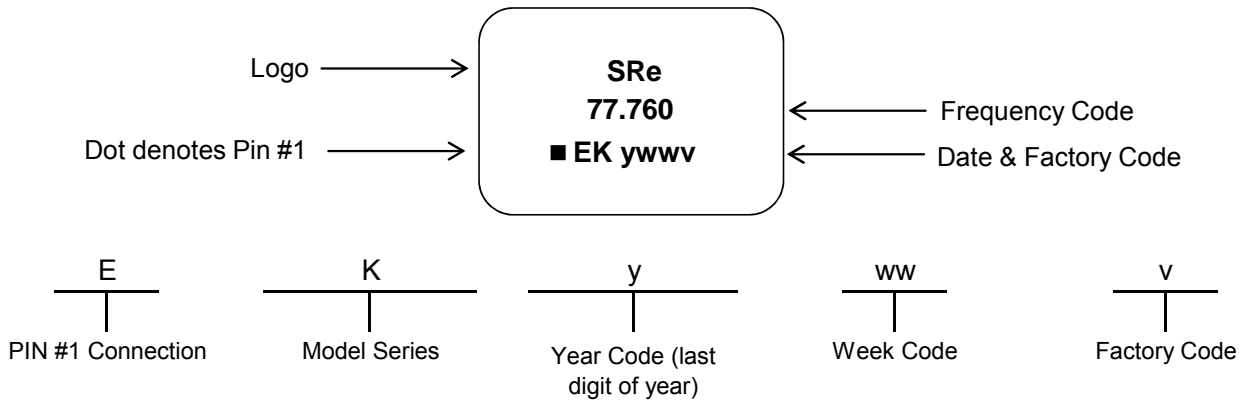 Logo
SRe
77.760
Frequency Code
Dot denotes Pin #1
■ EK ywwv
Date & Factory Code
E
K
y
ww
v
PIN #1 Connection
Model Series
Year Code (last
digit of year)
Week Code
Factory Code